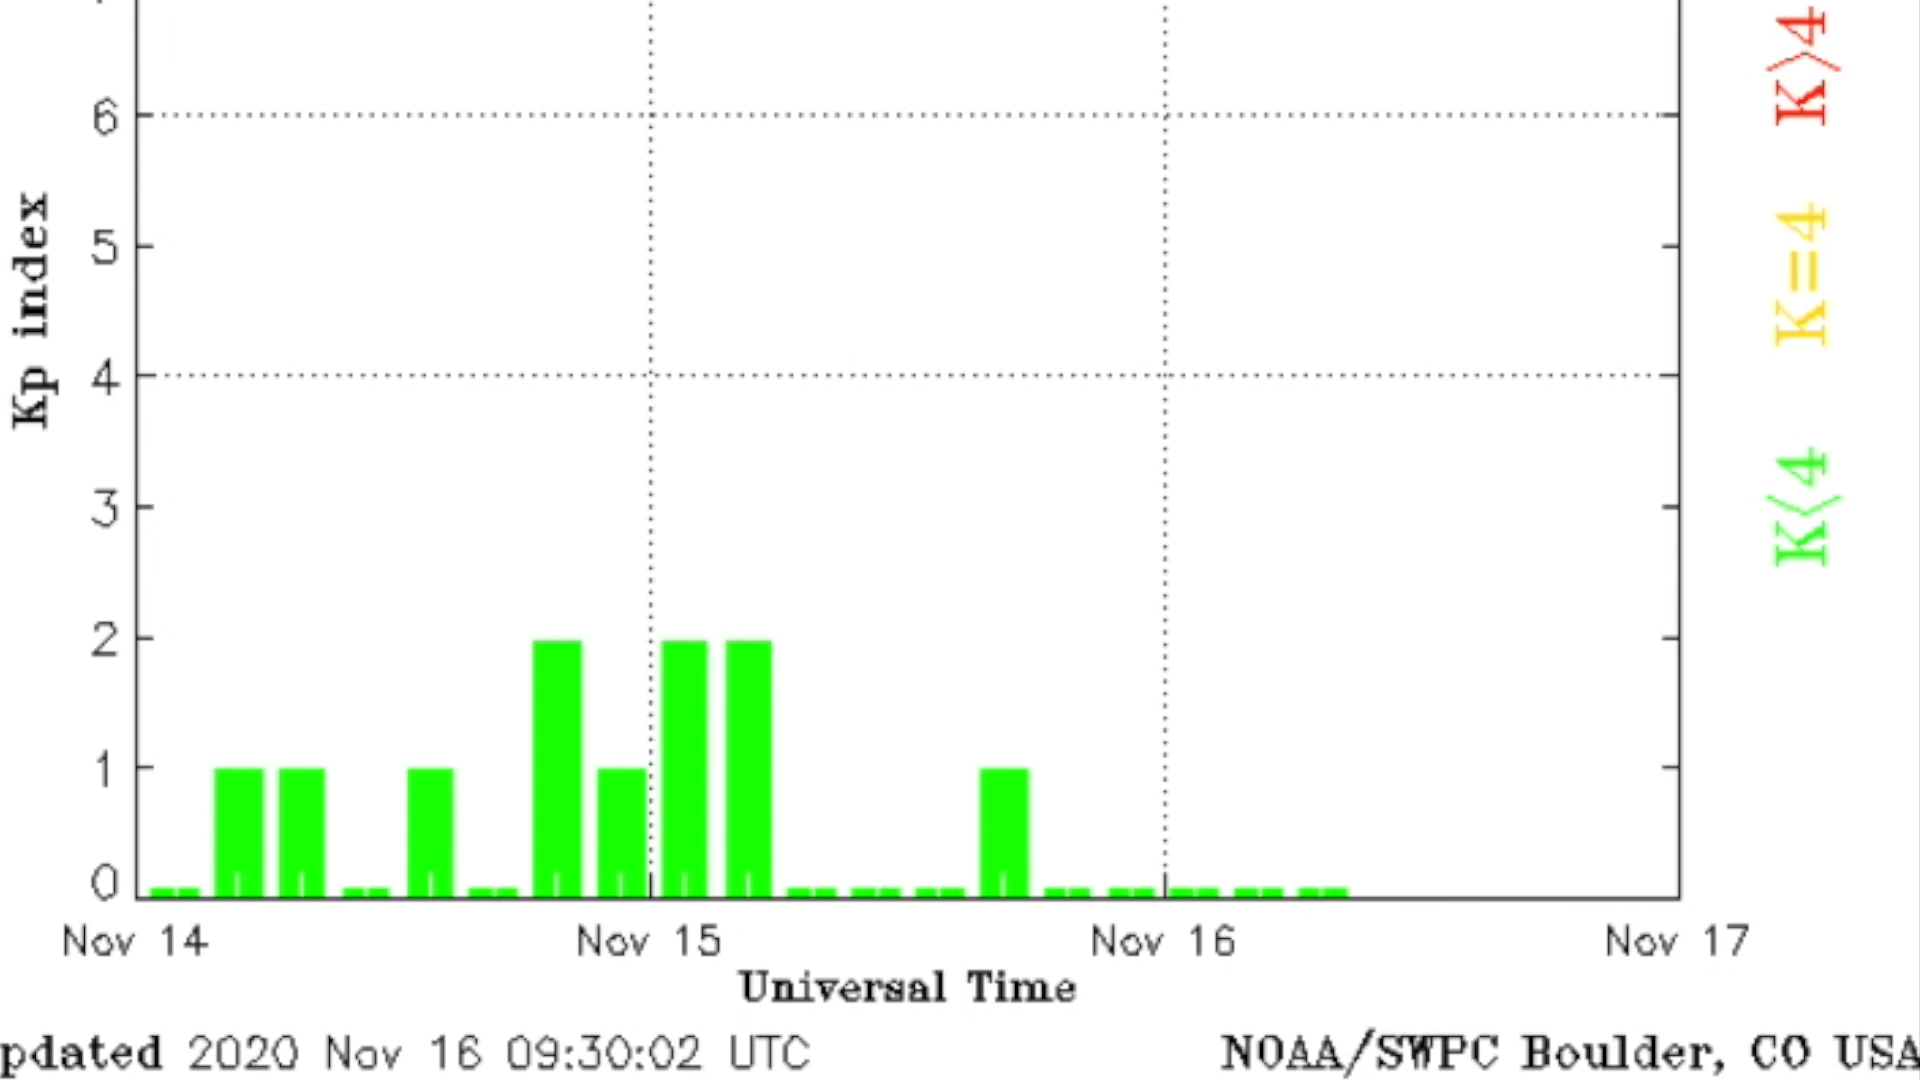 K>4
6
5
K=4
Kp index
4
3
K<4
2
1
0
Nov 14 Nov 15 Nov 16 Nov 17
Universal Time
pdated 2020 Nov 16 09:30:02 UTC NOAA/SWPC Boulder, CO USA